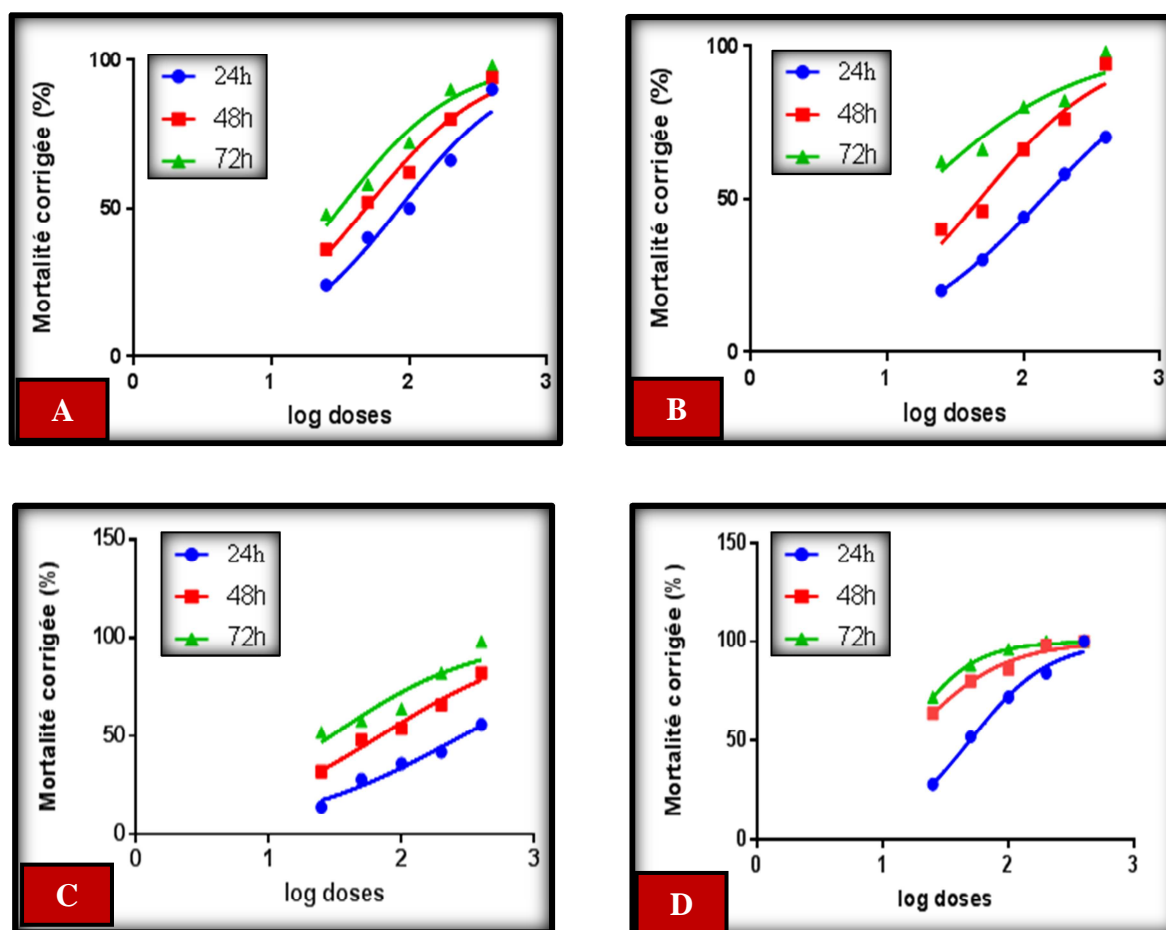 100
50
0
Mortalité corrigée (%)
24h
48h
72h
0
1
2
3
log doses
A
100
50
0
Mortalité corrigée (%)
24h
48h
72h
0
1
2
3
log doses
B
150
100
50
0
Mortalité corrigée (%)
24h
48h
72h
0
1
2
3
log doses
C
150
100
50
0
Mortalité corrigée (% )
24h
48h
72h
0
1
2
3
log doses
D